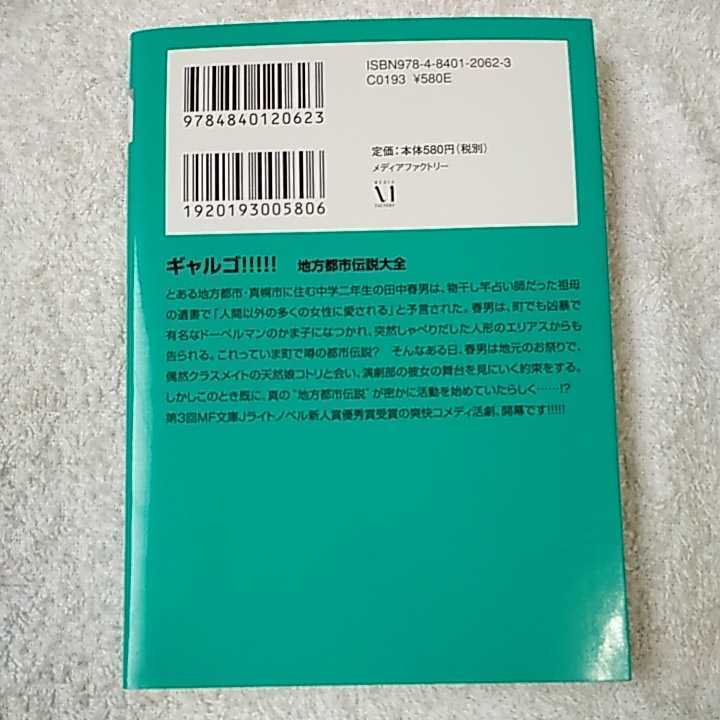 ISBN978-4-8401-2062-3
C0193 ¥580E
9784840120623
定価:本体580円(税別)
メディアファクトリー
MEDIA
FACTORY
1920193005806
ギャルゴ!!!!! 地方都市伝説大全
とある地方都市・真幌市に住む中学二年生の田中春男は、物干し竿占い師だった祖母
の遺書で「人間以外の多くの女性に愛される」と予言された。春男は、町でも凶暴で
有名なドーベルマンのかま子になつかれ、突然しゃべりだした人形のエリアスからも
告られる。これっていま町で噂の都市伝説? そんなある日、春男は地元のお祭りで、
偶然クラスメイトの天然娘コトリと会い、演劇部の彼女の舞台を見にいく約束をする。
しかしこのとき既に、真の"地方都市伝説"が密かに活動を始めていたらしく……!?
第3回MF文庫Jライトノベル新人賞優秀賞受賞の爽快コメディ活劇、開幕です!!!!!